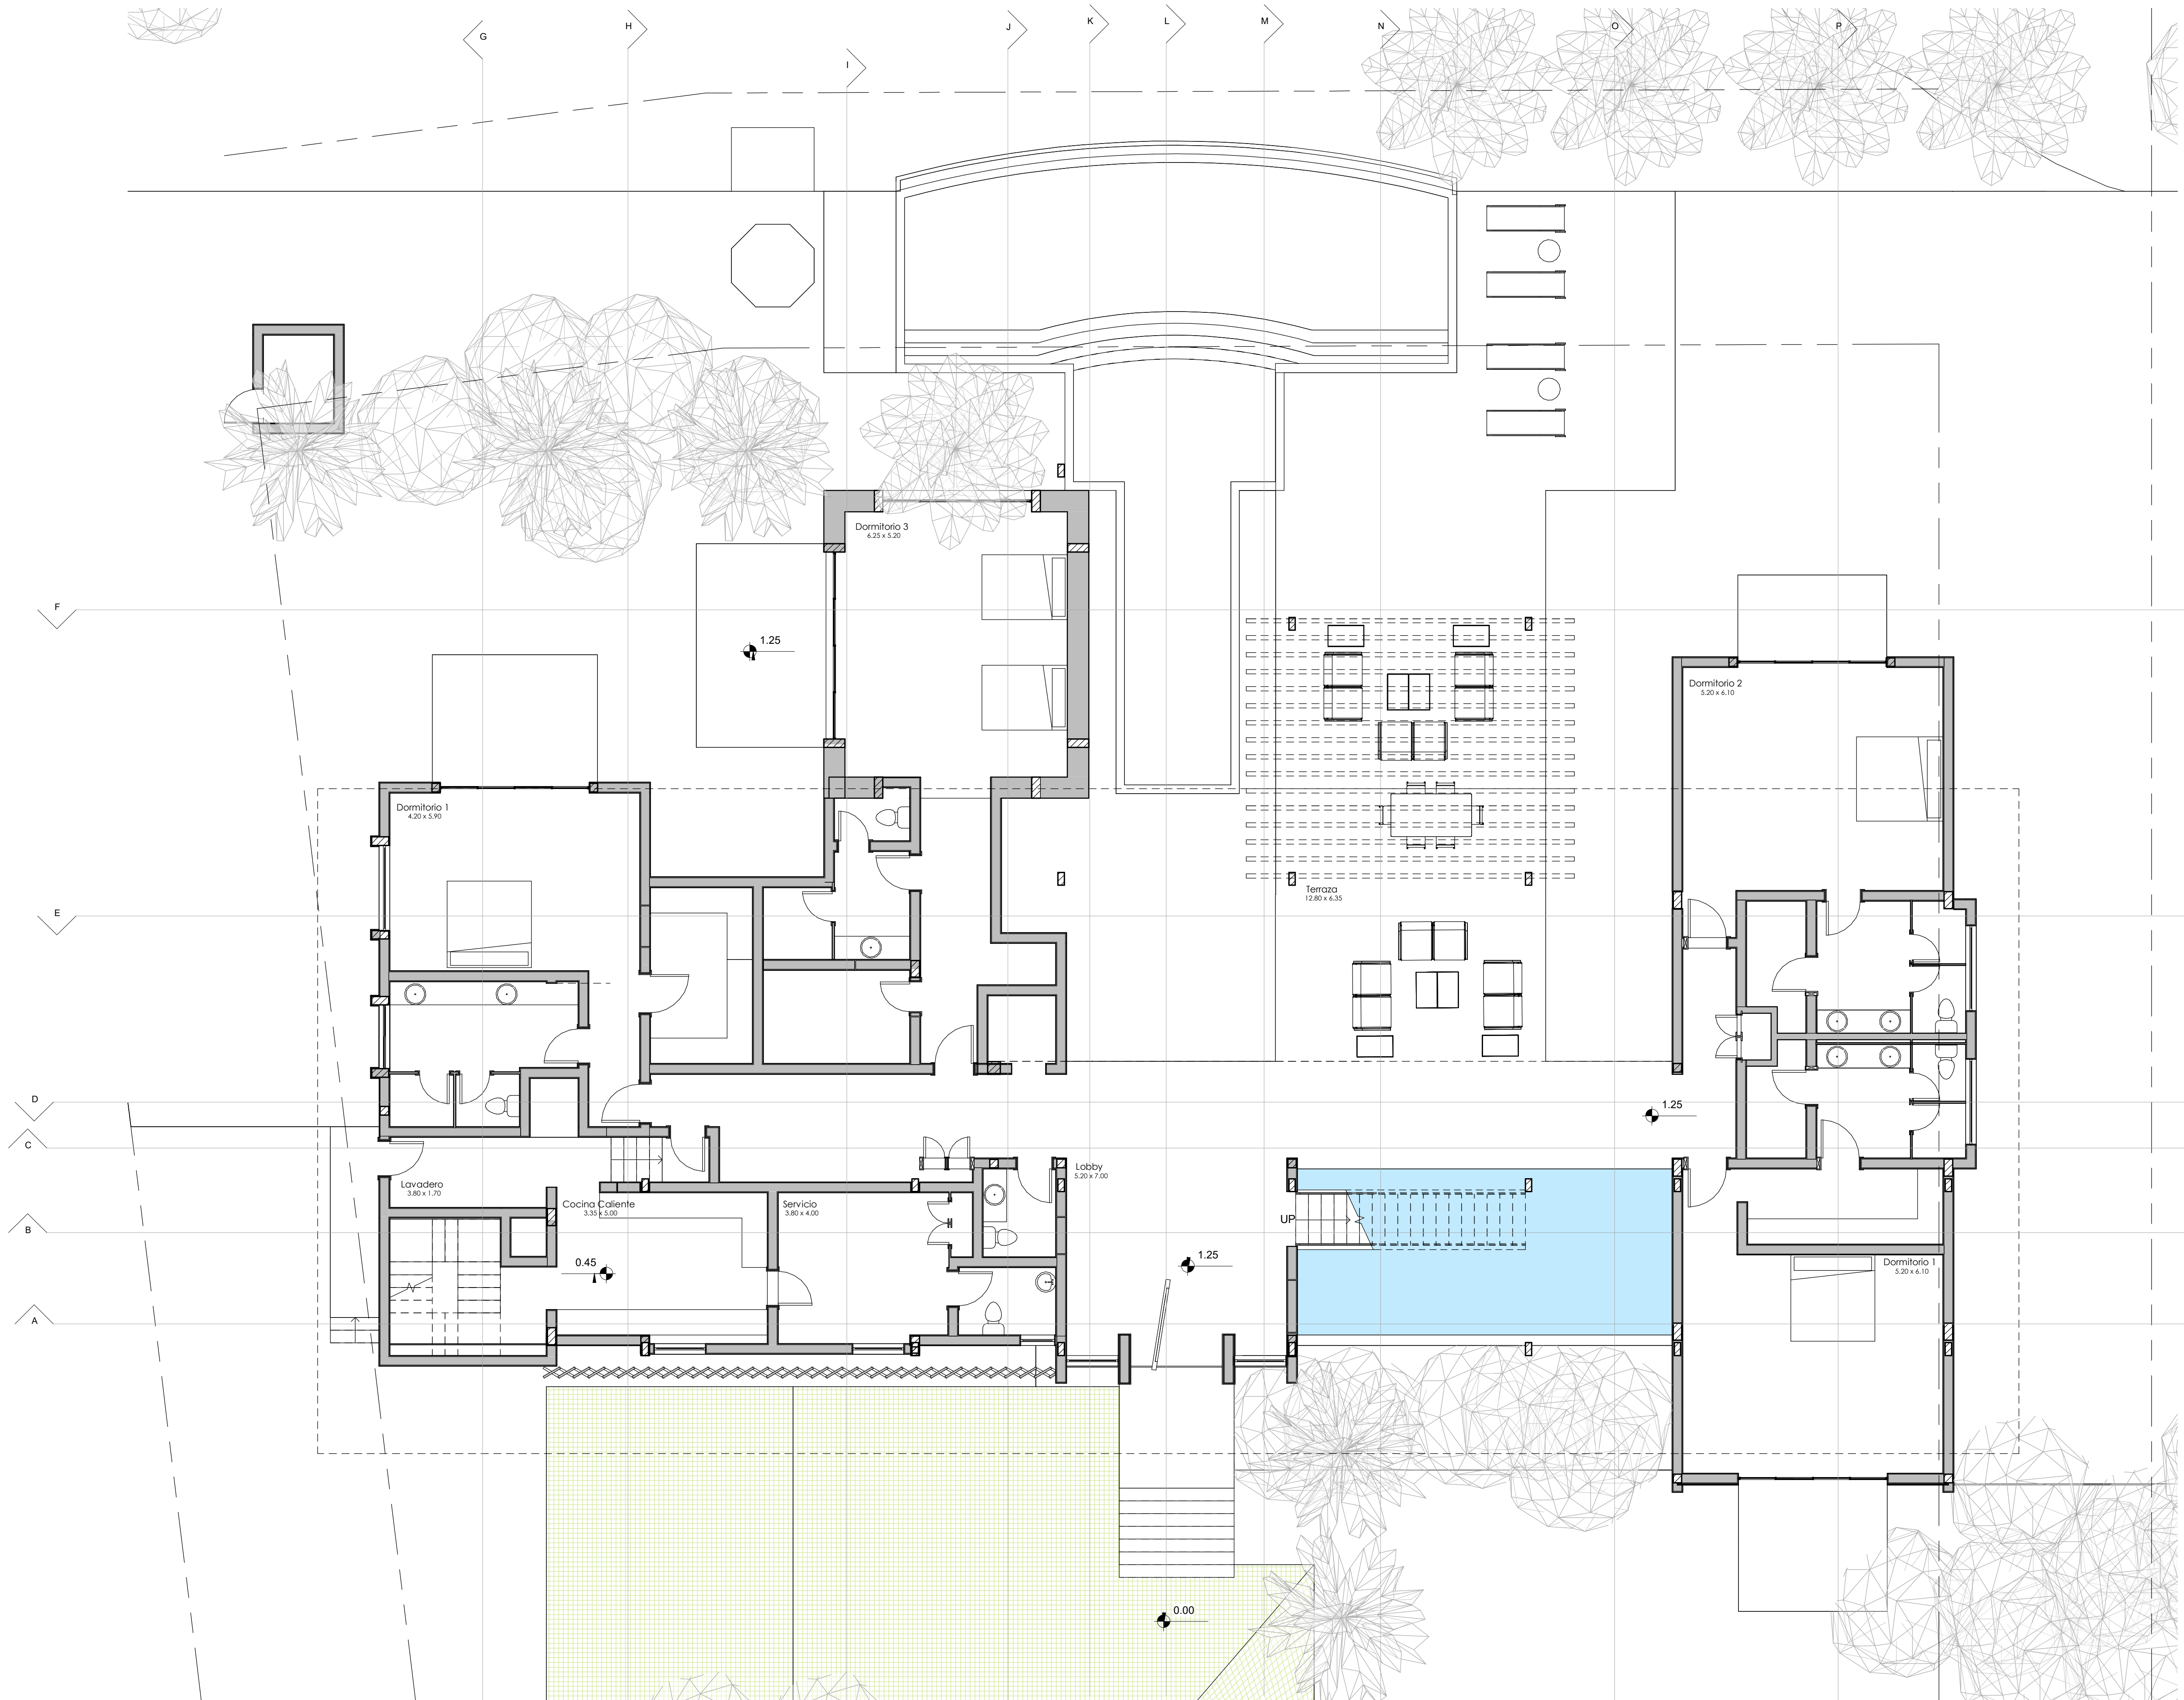 G
H
I
J
K
L
M
N
O
P
F
E
D
C
B
A
Dormitorio 3
6.25 x 5.20
1.25
Dormitorio 2
5.20 x 6.10
Dormitorio 1
4.20 x 5.90
Terraza
12.80 x 6.35
1.25
Lobby
5.20 x 7.00
Lavadero
3.80 x 1.70
Cocina Caliente
3.35 x 5.00
Servicio
3.80 x 4.00
UP
0.45
1.25
Dormitorio 1
5.20 x 6.10
0.00